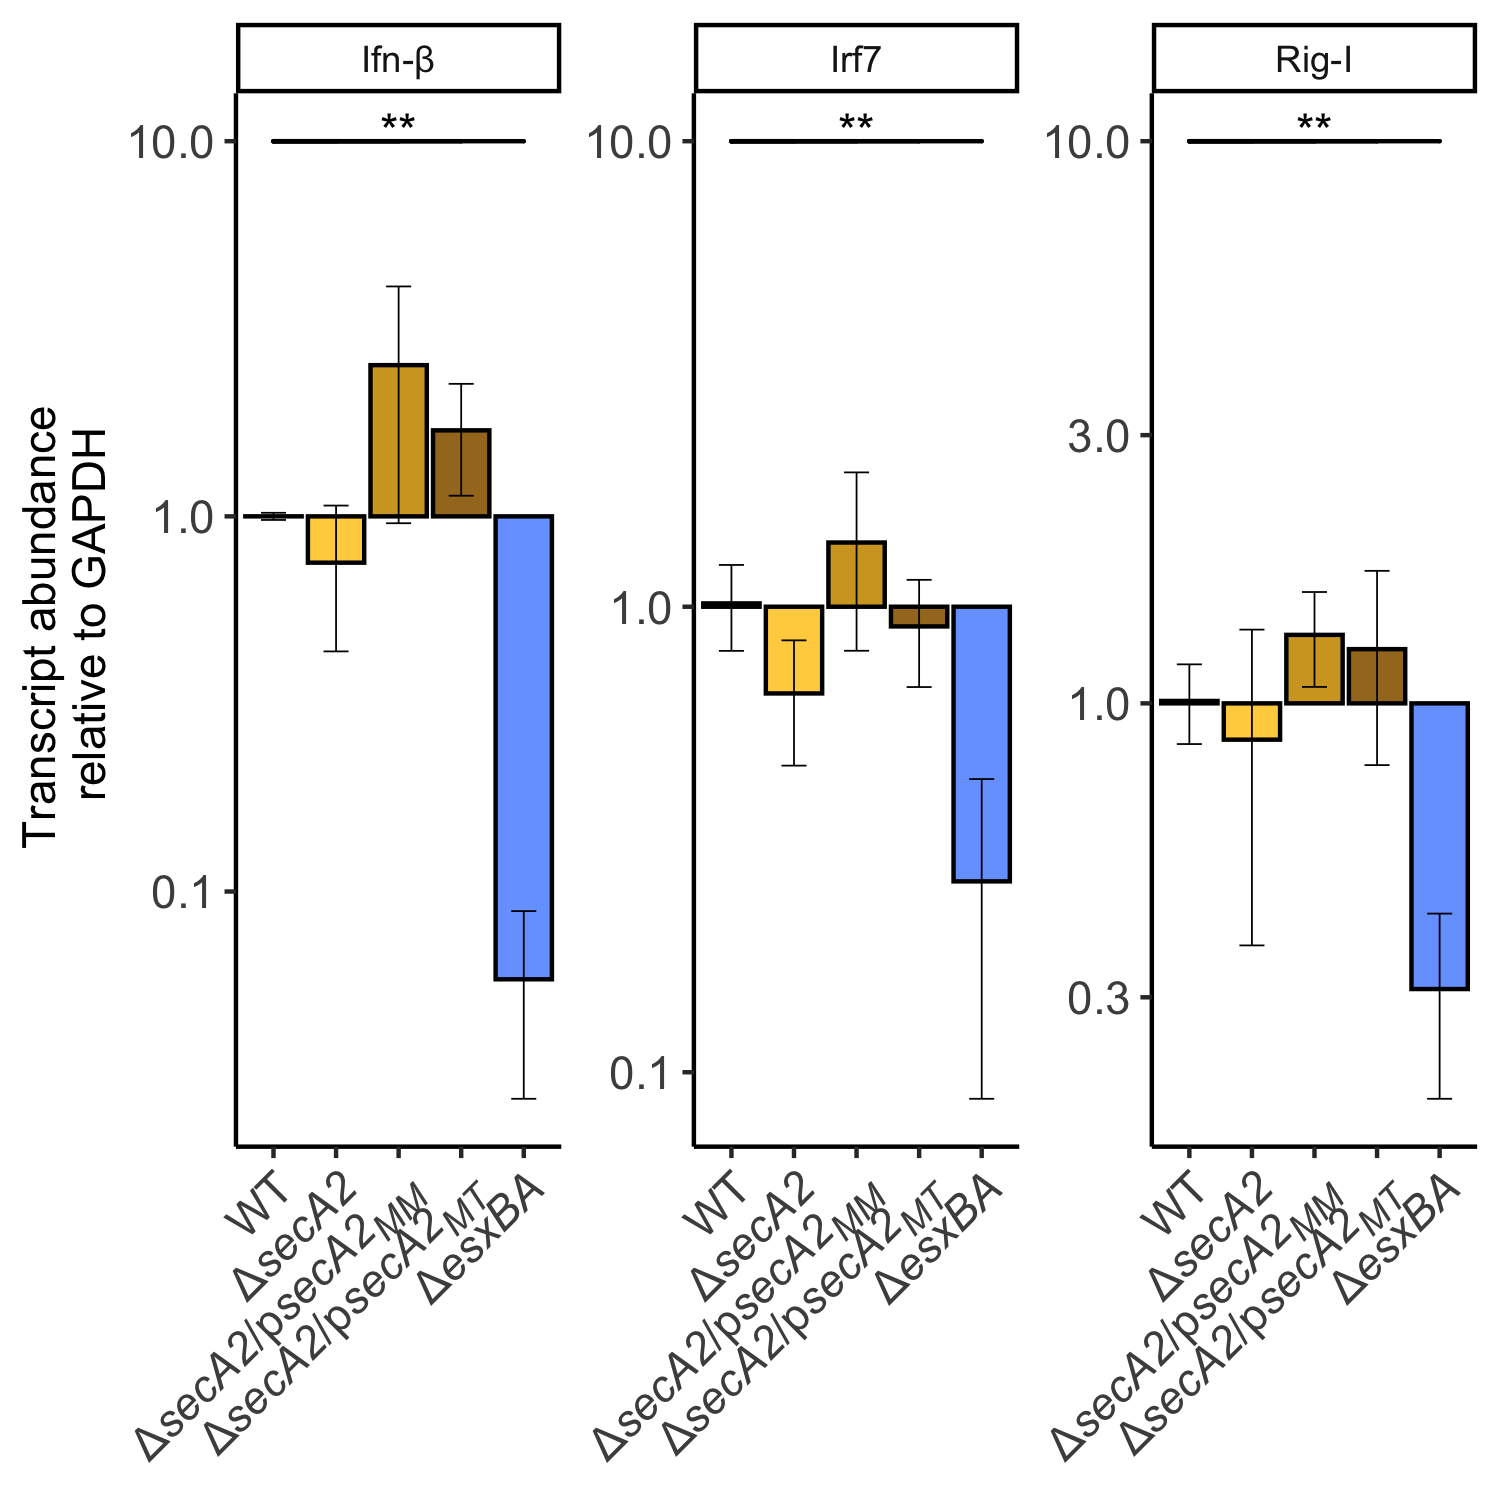 Ifn-β
Irf7
Rig-I
Transcript abundance
relative to GAPDH
**
10.0
1.0
0.1
**
10.0
1.0
0.1
**
10.0
3.0
1.0
0.3
WT
ΔsecA2
ΔsecA2/psecA2MM
ΔsecA2/psecA2MT
ΔesxBA
WT
ΔsecA2
ΔsecA2/psecA2MM
ΔsecA2/psecA2MT
ΔesxBA
WT
ΔsecA2
ΔsecA2/psecA2MM
ΔsecA2/psecA2MT
ΔesxBA